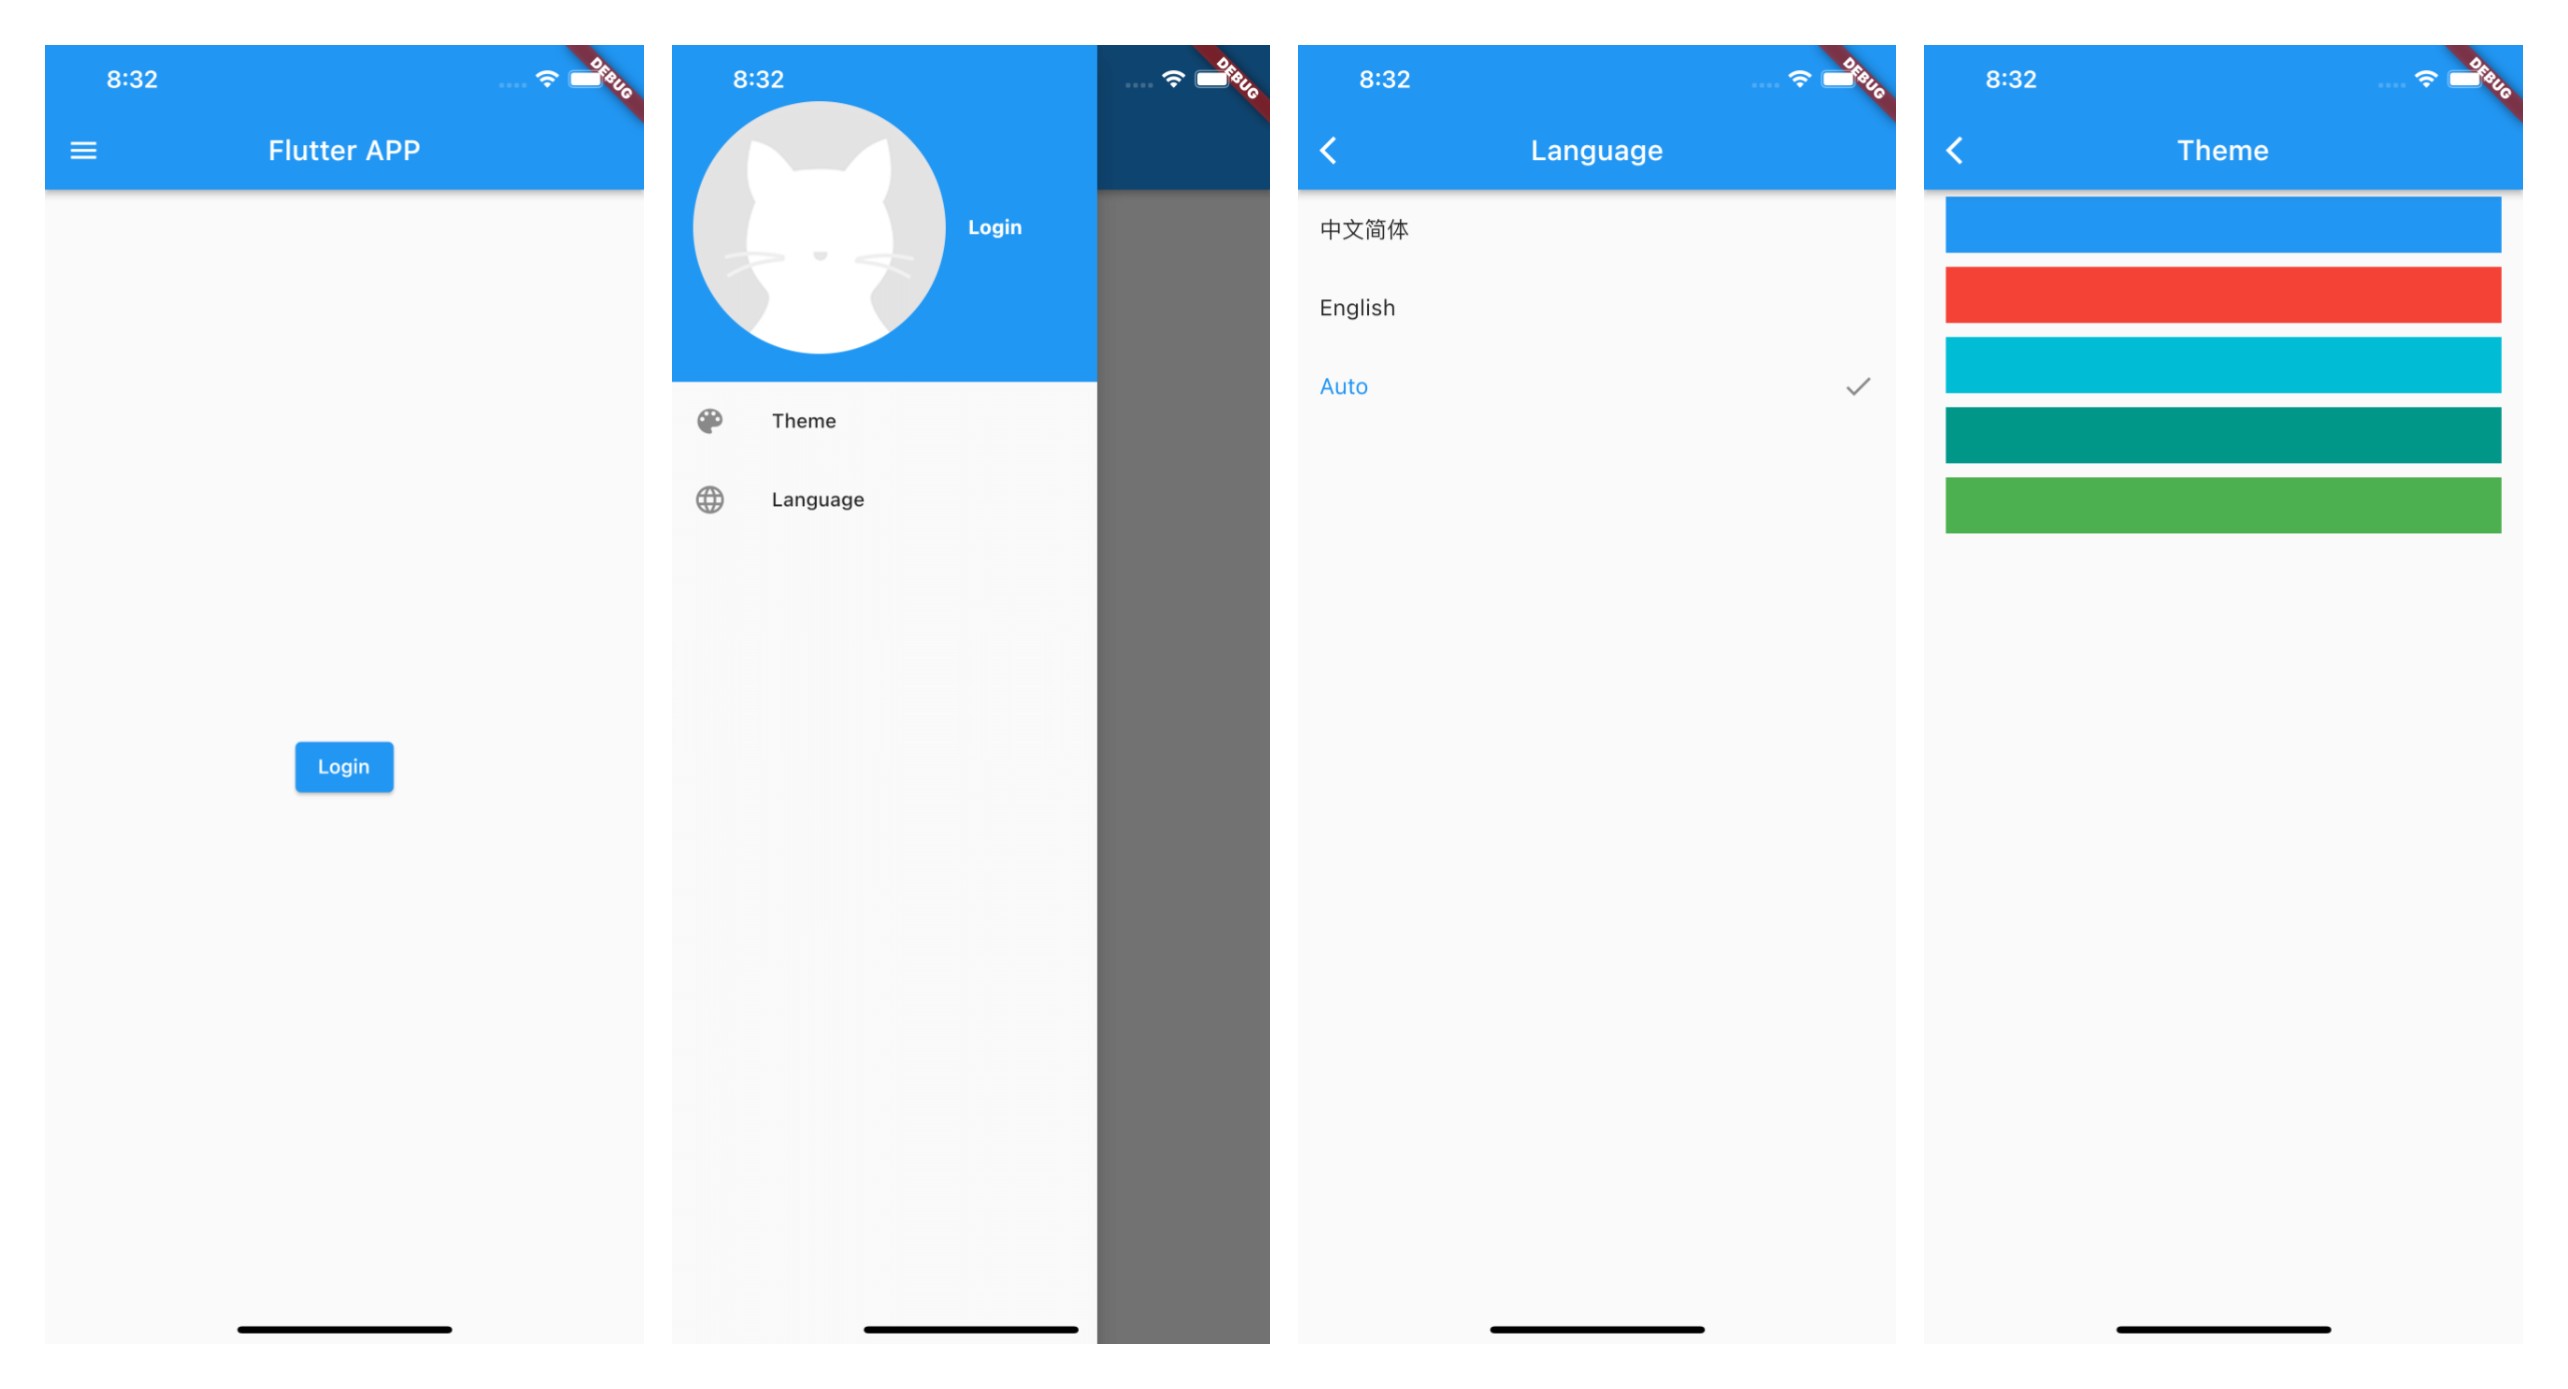 8:32
DEBUG
Flutter APP
Login
8:32
DEBUG
Login
Theme
Language
8:32
DEBUG
Language
中文简体
English
Auto
8:32
DEBUG
Theme